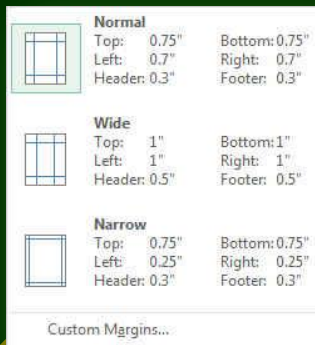 Normal
Top: 0.75" Bottom: 0.75"
Left: 0.7" Right: 0.7"
Header: 0.3" Footer: 0.3"
Wide
Top: 1" Bottom: 1"
Left: 1" Right: 1"
Header: 0.5" Footer: 0.5"
Narrow
Top: 0.75" Bottom: 0.75"
Left: 0.25" Right: 0.25"
Header: 0.3" Footer: 0.3"
Custom Margins...